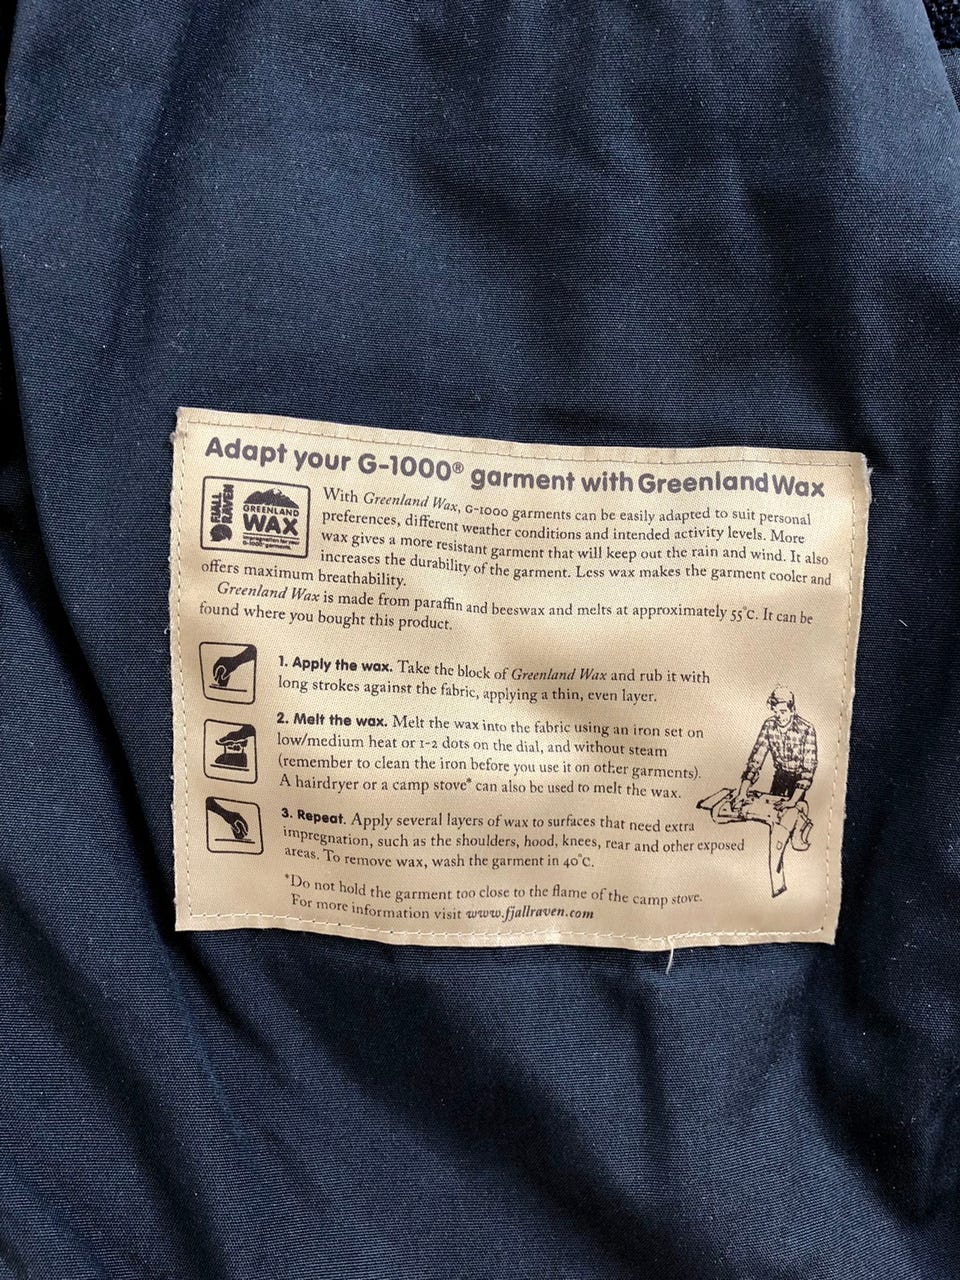 Adapt your G-1000® garment with Greenland Wax
FJÄLL
RÄVEN
GREENLAND
WAX
impregnation for your
G-1000-garments.
With Greenland Wax, G-1000 garments can be easily adapted to suit personal
preferences, different weather conditions and intended activity levels. More
wax gives a more resistant garment that will keep out the rain and wind. It also
increases the durability of the garment. Less wax makes the garment cooler and
offers maximum breathability.
Greenland Wax is made from paraffin and beeswax and melts at approximately 55°C. It can be
found where you bought this product.
1. Apply the wax. Take the block of Greenland Wax and rub it with
long strokes against the fabric, applying a thin, even layer.
2. Melt the wax. Melt the wax into the fabric using an iron set on
low/medium heat or 1-2 dots on the dial, and without steam
(remember to clean the iron before you use it on other garments).
A hairdryer or a camp stove* can also be used to melt the wax.
3. Repeat. Apply several layers of wax to surfaces that need extra
impregnation, such as the shoulders, hood, knees, rear and other exposed
areas. To remove wax, wash the garment in 40°C.
*Do not hold the garment too close to the flame of the camp stove.
For more information visit www.fjallraven.com